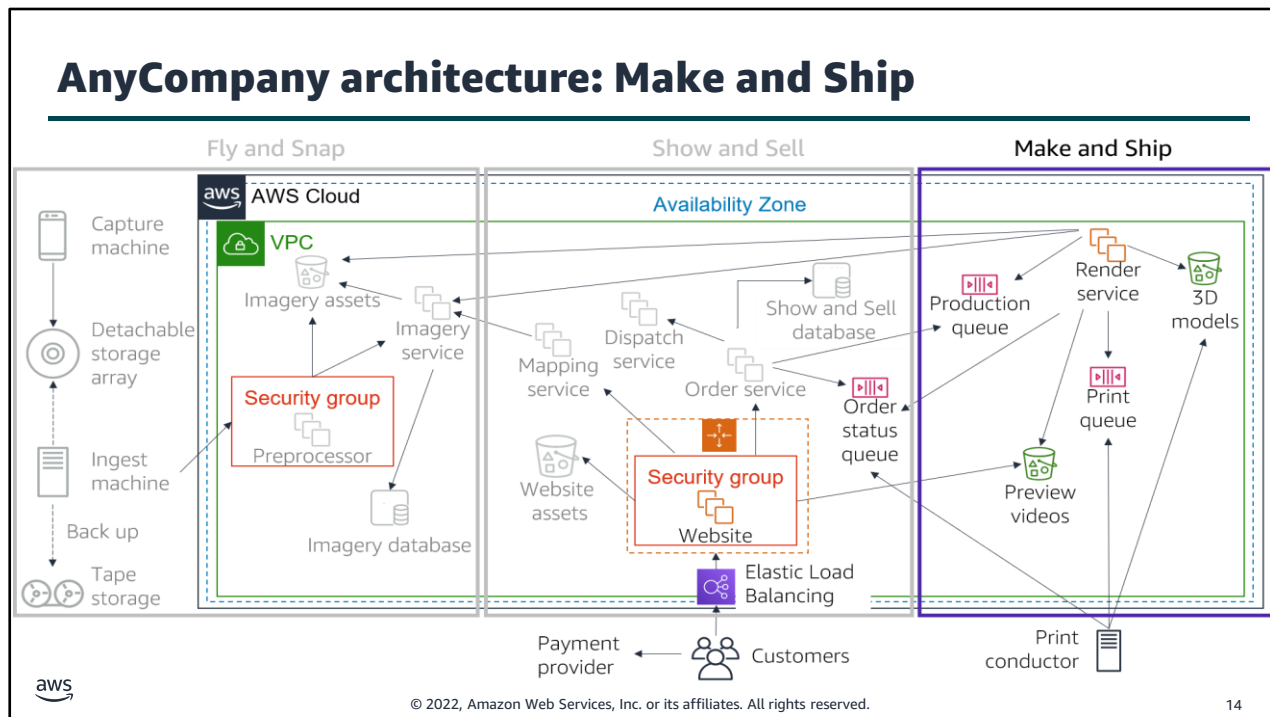 AnyCompany architecture: Make and Ship
Fly and Snap
Show and Sell
Make and Ship
aws
AWS Cloud
Availability Zone
VPC
Capture
machine
Detachable
storage
array
Ingest
machine
Back up
Tape
storage
Imagery assets
Imagery
service
Security group
Preprocessor
Imagery database
Mapping
service
Dispatch
service
Show and Sell
database
Order service
Order
status
queue
Website
assets
Security group
Website
Elastic Load
Balancing
Production
queue
Render
service
3D
models
Print
queue
Preview
videos
Payment
provider
Customers
Print
conductor
aws
© 2022, Amazon Web Services, Inc. or its affiliates. All rights reserved.
14